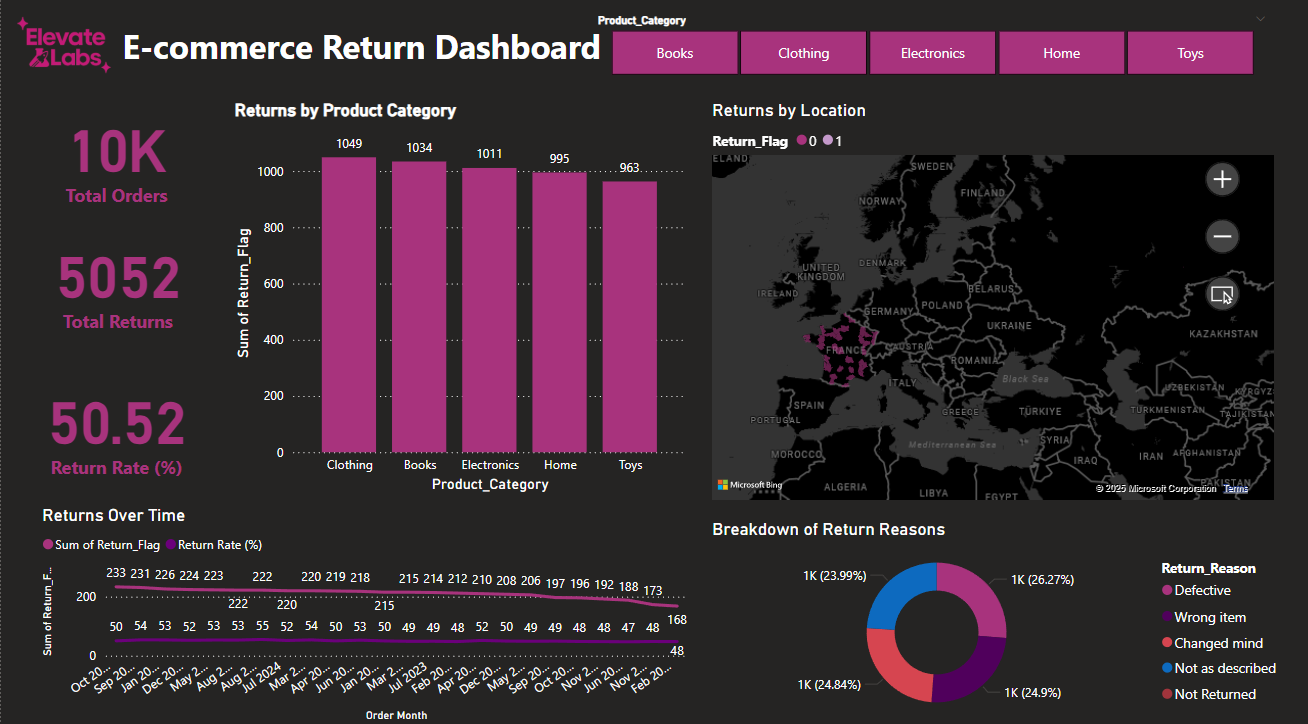 Elevate
Labs
E-commerce Return Dashboard
Product_Category
Books
Clothing
Electronics
Home
Toys
10K
Total Orders
5052
Total Returns
50.52
Return Rate (%)
Returns by Product Category
Sum of Return_Flag
1000
800
600
400
200
0
1049
1034
1011
995
963
Clothing
Books
Electronics
Home
Toys
Product_Category
Returns by Location
Return_Flag 0 1
ELAND
SWEDEN
FINLAND
NORWAY
UNITED
KINGDOM
DENMARK
IRELAND
BELARUS
POLAND
GERMANY
UKRAINE
KAZAKHSTAN
FRANCE
AUSTRIA
ROMANIA
ITALY
Black Sea
UZBEKISTAN
KYRGYZ
SPAIN
PORTUGAL
GREECE
TÜRKIYE
TURKMENISTAN
TAJIKISTAN
Mediterranean Sea
SYRIA
MOROCCO
IRAQ
IRAN
AFGHANISTAN
ALGERIA
LIBYA
EGYPT
PAKISTAN
Microsoft Bing
© 2025 Microsoft Corporation Terms
Returns Over Time
Sum of Return_Flag Return Rate (%)
Sum of Return_F...
200
0
233 231 226 224 223 222 220 219 218 215 214 212 210 208 206 197 196 192 188 173
222 220 215 168
50 54 53 52 53 53 55 52 54 50 53 50 49 49 48 52 50 49 49 48 48 47 48
48
Oct 20... Sep 20... Jan 20... Dec 20... May 2... Aug 2... Aug 2... Jul 2024 Mar 2... Apr 20... Jun 20... Jan 20... Mar 2... Jul 2023 Feb 20... Apr 20... Dec 20... May 2... Sep 20... Oct 20... Nov 2... Jun 20... Nov 2... Feb 20...
Order Month
Breakdown of Return Reasons
1K (23.99%)
1K (26.27%)
1K (24.84%)
1K (24.9%)
Return_Reason
Defective
Wrong item
Changed mind
Not as described
Not Returned